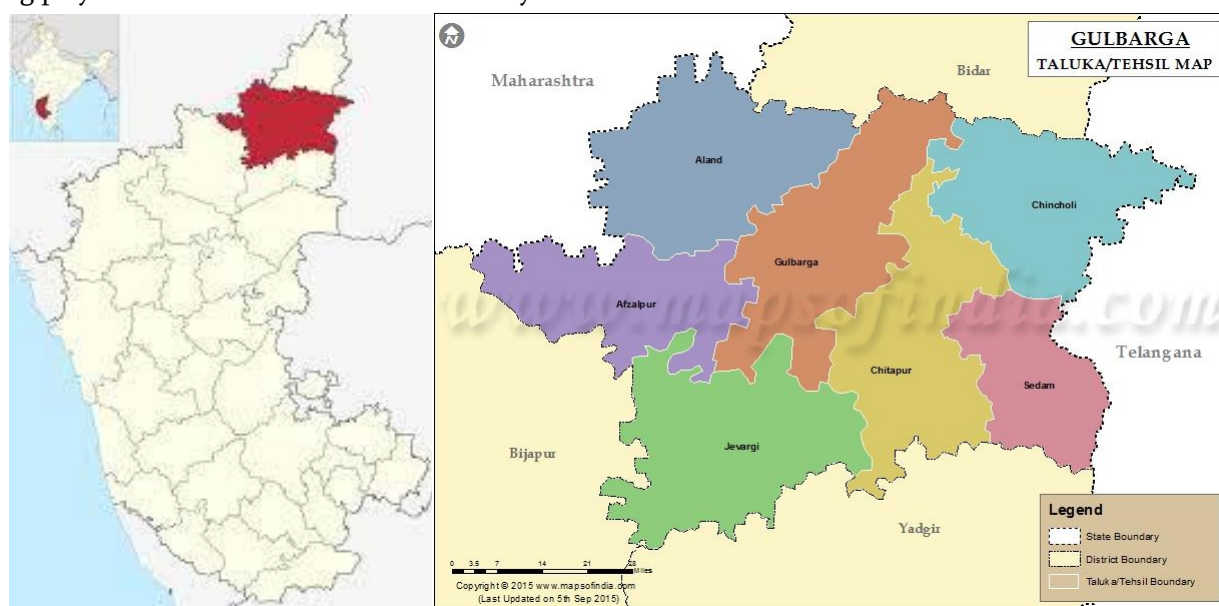 GULBARGA
TALUKA/TEHSIL MAP
Maharashtra
Bidar
Aland
Chincholi
Gulbarga
Afzalpur
www.mapsofindia.com
Telangana
Chitapur
Sedam
Jevargi
Bijapur
Yadgir
Legend
State Boundary
District Boundary
Taluka/Tehsil Boundary
0 3.5 7 14 21 28
Miles
Copyright © 2015 www.mapsofindia.com
(Last Updated on 5th Sep 2015)
N